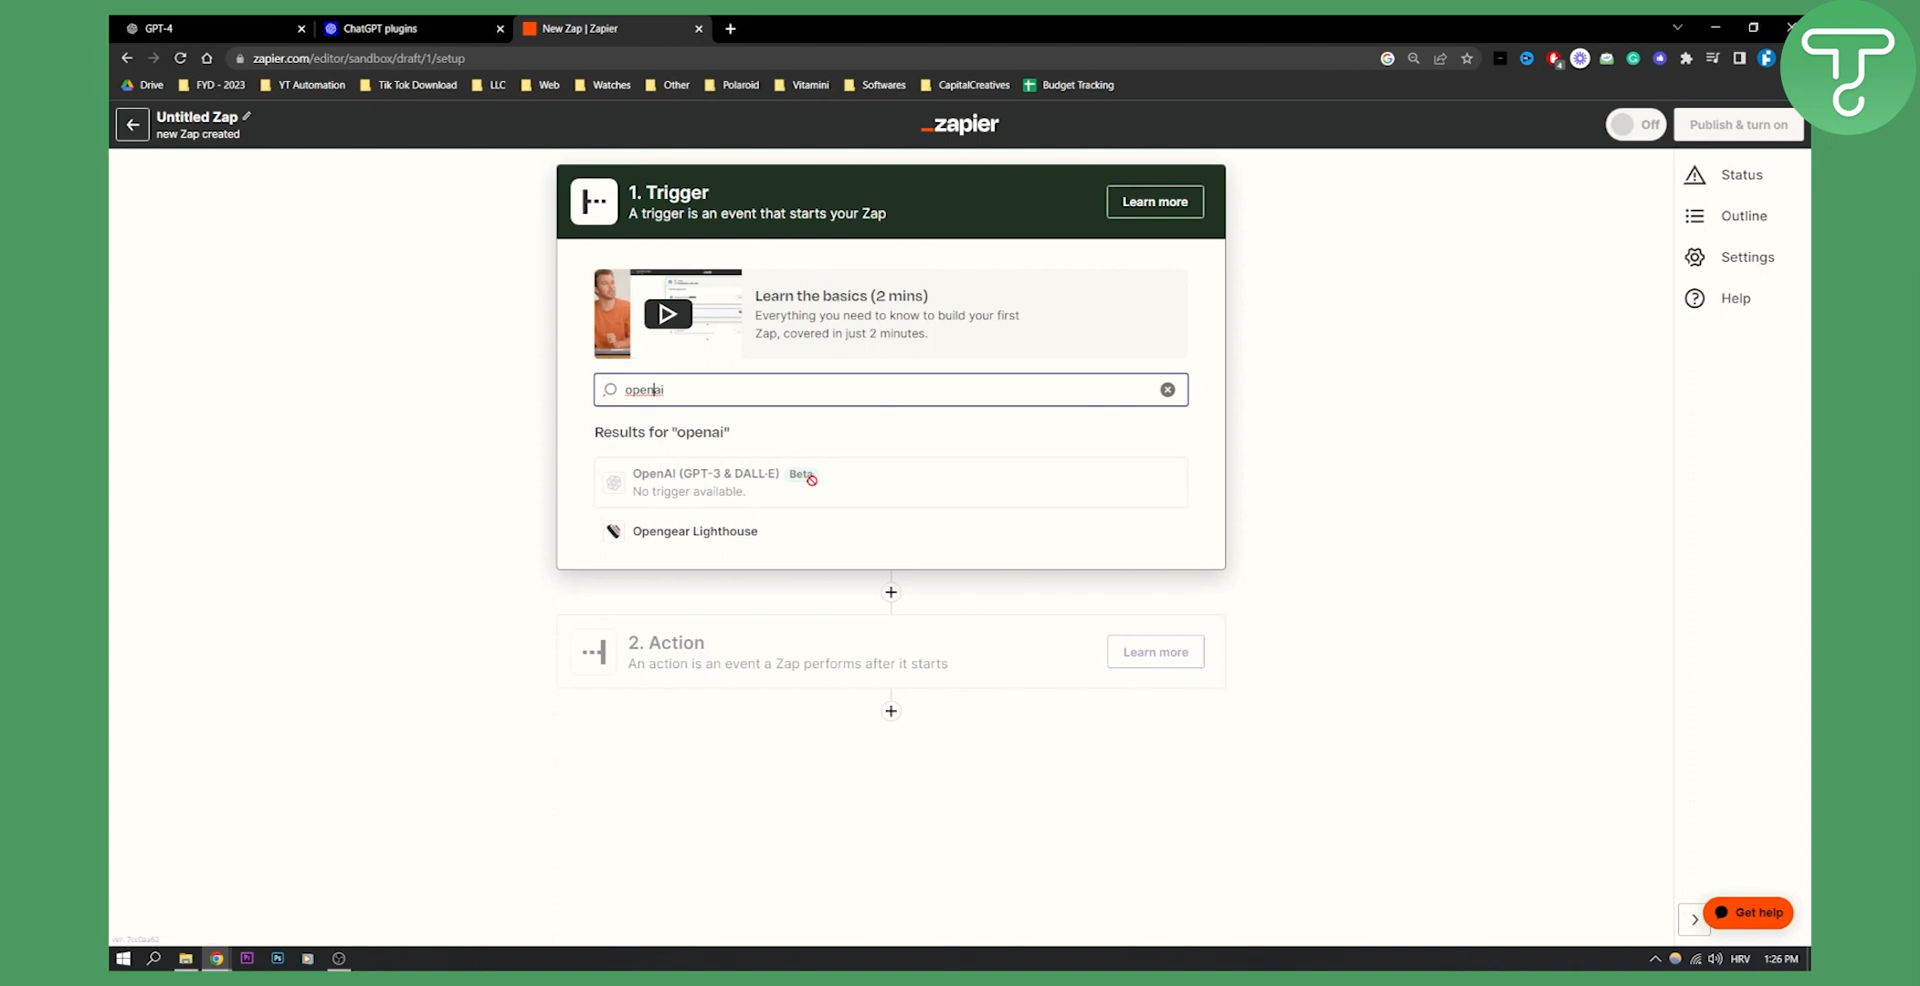 GPT-4
ChatGPT plugins
New Zap | Zapier
zapier.com/editor/sandbox/draft/1/setup
Drive
FYD - 2023
YT Automation
Tik Tok Download
LLC
Web
Watches
Other
Polaroid
Vitamini
Softwares
CapitalCreatives
Budget Tracking
Untitled Zap
new Zap created
_zapier
Off
Publish & turn on
1. Trigger
A trigger is an event that starts your Zap
Learn more
Status
Outline
Settings
Help
Learn the basics (2 mins)
Everything you need to know to build your first
Zap, covered in just 2 minutes.
openai
Results for "openai"
OpenAI (GPT-3 & DALL·E) Beta
No trigger available.
Opengear Lighthouse
2. Action
An action is an event a Zap performs after it starts
Learn more
Get help
HRV
1:26 PM